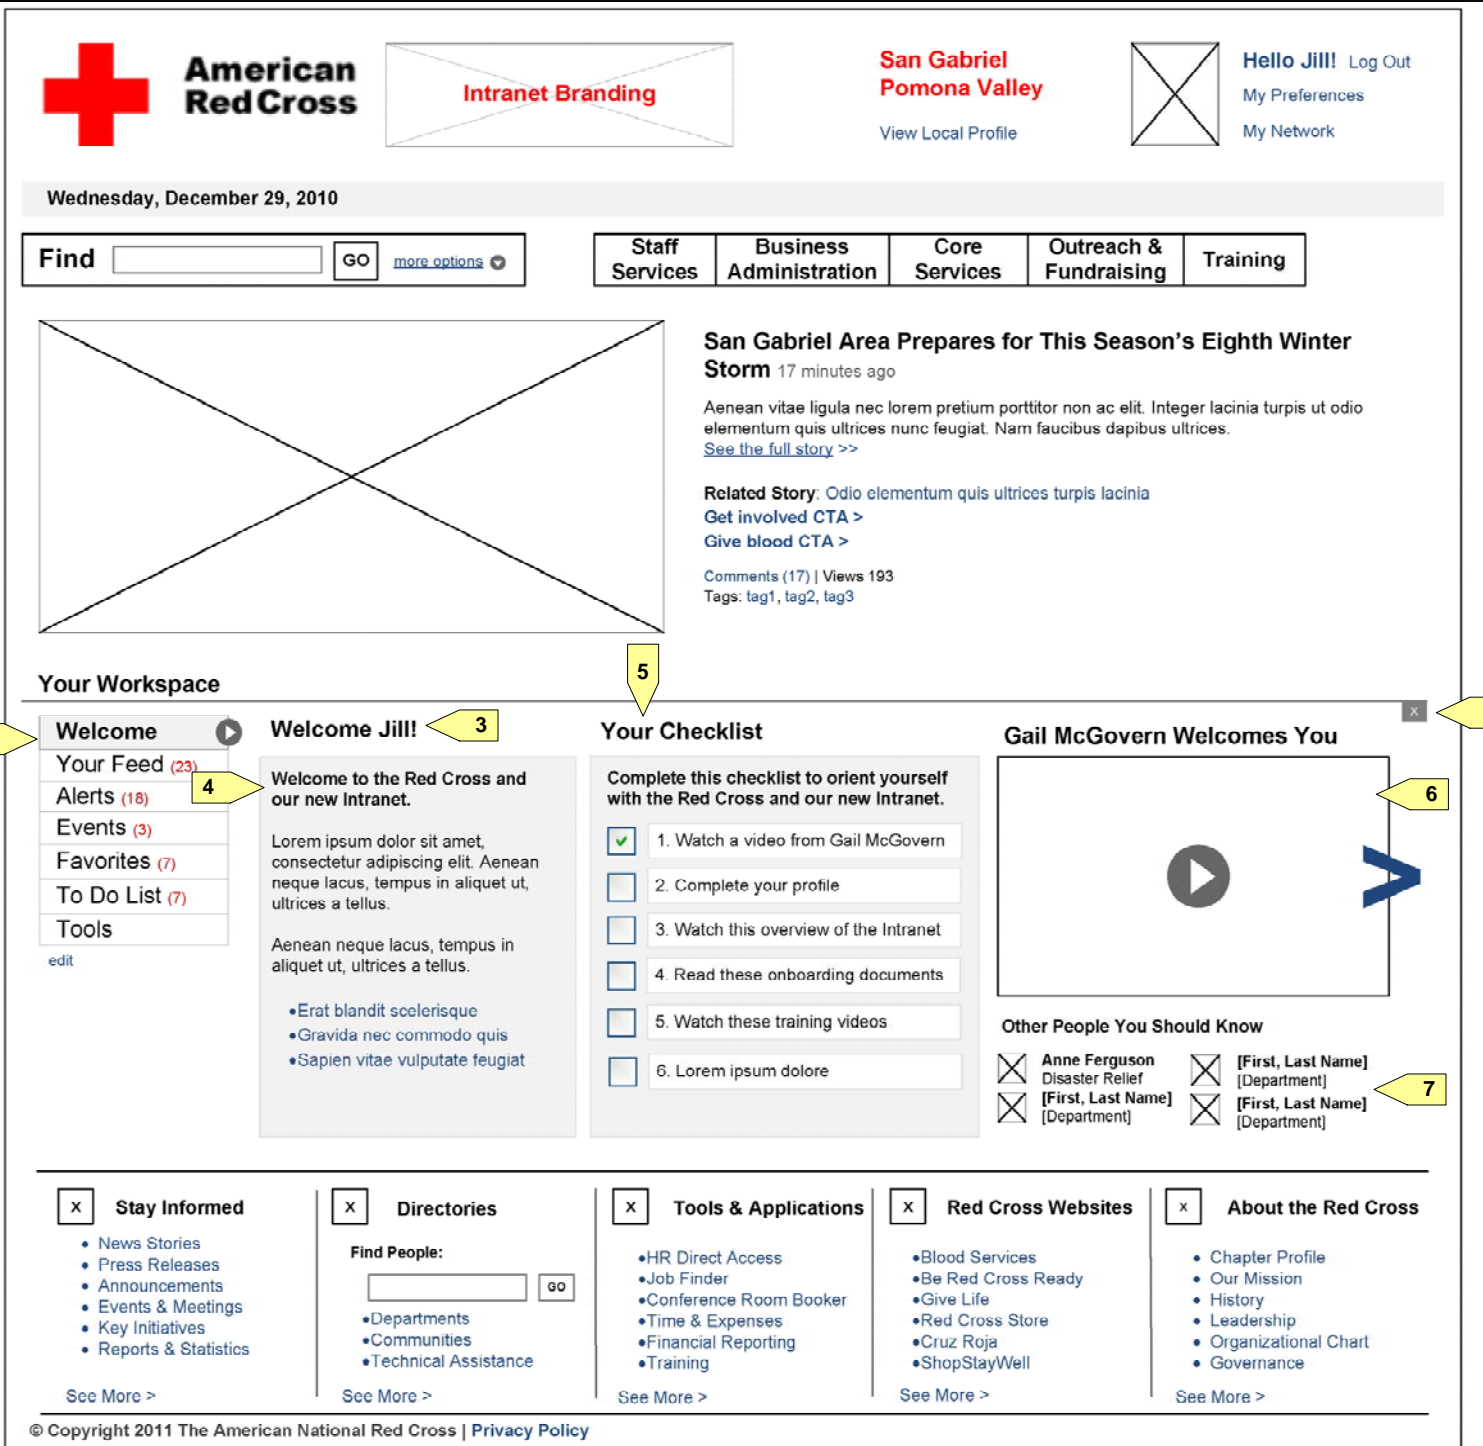 American
Red Cross
Intranet Branding
San Gabriel
Pomona Valley
View Local Profile
Hello Jill! Log Out
My Preferences
My Network
Wednesday, December 29, 2010
Find GO more options
Staff Services
Business Administration
Core Services
Outreach & Fundraising
Training
San Gabriel Area Prepares for This Season's Eighth Winter
Storm 17 minutes ago
Aenean vitae ligula nec lorem pretium porttitor non ac elit. Integer lacinia turpis ut odio
elementum quis ultrices nunc feugiat. Nam faucibus dapibus ultrices.
See the full story >>
Related Story: Odio elementum quis ultrices turpis lacinia
Get involved CTA >
Give blood CTA >
Comments (17) | Views 193
Tags: tag1, tag2, tag3
Your Workspace
5
x
Welcome
Your Feed (23)
Alerts (18)
Events (3)
Favorites (7)
To Do List (7)
Tools
edit
Welcome Jill!
3
4
Welcome to the Red Cross and
our new Intranet.
Lorem ipsum dolor sit amet,
consectetur adipiscing elit. Aenean
neque lacus, tempus in aliquet ut,
ultrices a tellus.
Aenean neque lacus, tempus in
aliquet ut, ultrices a tellus.
•Erat blandit scelerisque
•Gravida nec commodo quis
•Sapien vitae vulputate feugiat
Your Checklist
Complete this checklist to orient yourself
with the Red Cross and our new Intranet.
1. Watch a video from Gail McGovern
2. Complete your profile
3. Watch this overview of the Intranet
4. Read these onboarding documents
5. Watch these training videos
6. Lorem ipsum dolore
Gail McGovern Welcomes You
6
>
Other People You Should Know
Anne Ferguson
Disaster Relief
[First, Last Name]
[Department]
[First, Last Name]
[Department]
[First, Last Name]
[Department]
7
x Stay Informed
• News Stories
• Press Releases
• Announcements
• Events & Meetings
• Key Initiatives
• Reports & Statistics
See More >
x Directories
Find People:
GO
•Departments
•Communities
•Technical Assistance
See More >
x Tools & Applications
•HR Direct Access
•Job Finder
•Conference Room Booker
•Time & Expenses
•Financial Reporting
•Training
See More >
x Red Cross Websites
•Blood Services
•Be Red Cross Ready
•Give Life
•Red Cross Store
•Cruz Roja
•ShopStayWell
See More >
x About the Red Cross
• Chapter Profile
• Our Mission
• History
• Leadership
• Organizational Chart
• Governance
See More >
© Copyright 2011 The American National Red Cross | Privacy Policy